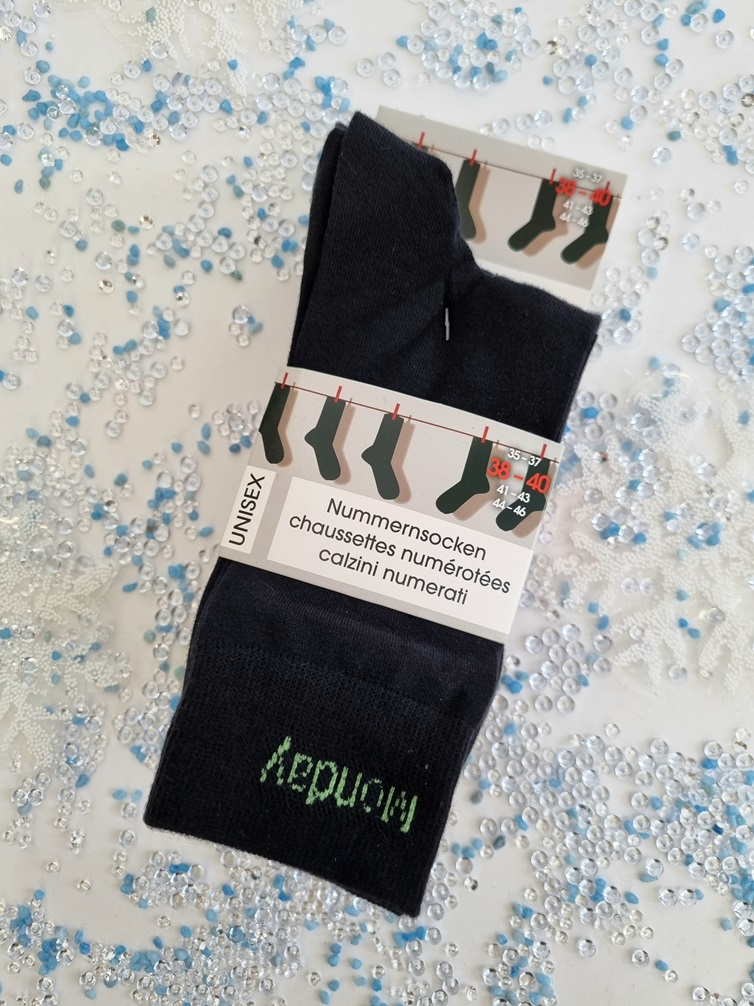 35-37
38-40
41-43
44-46
35-37
38-40
41-43
44-46
UNISEX
Nummernsocken
chaussettes numérotées
calzini numerati
Monday